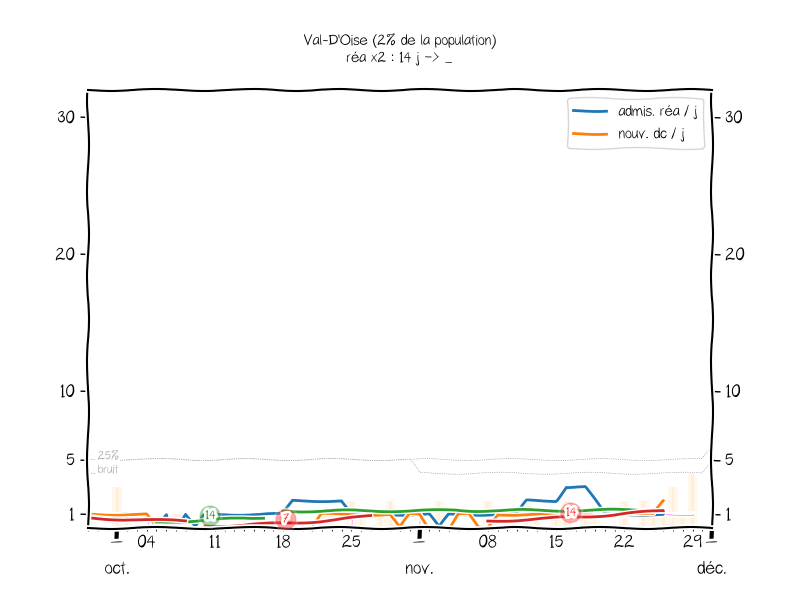 Val-D'Oise (2% de la population)
réa x2 : 14 j -> _
admis. réa / j
nouv. dc / j
30
30
20
20
10
10
5
5
25%
bruit
1
1
14
7
14
04
11
18
25
08
15
22
29
oct.
nov.
déc.